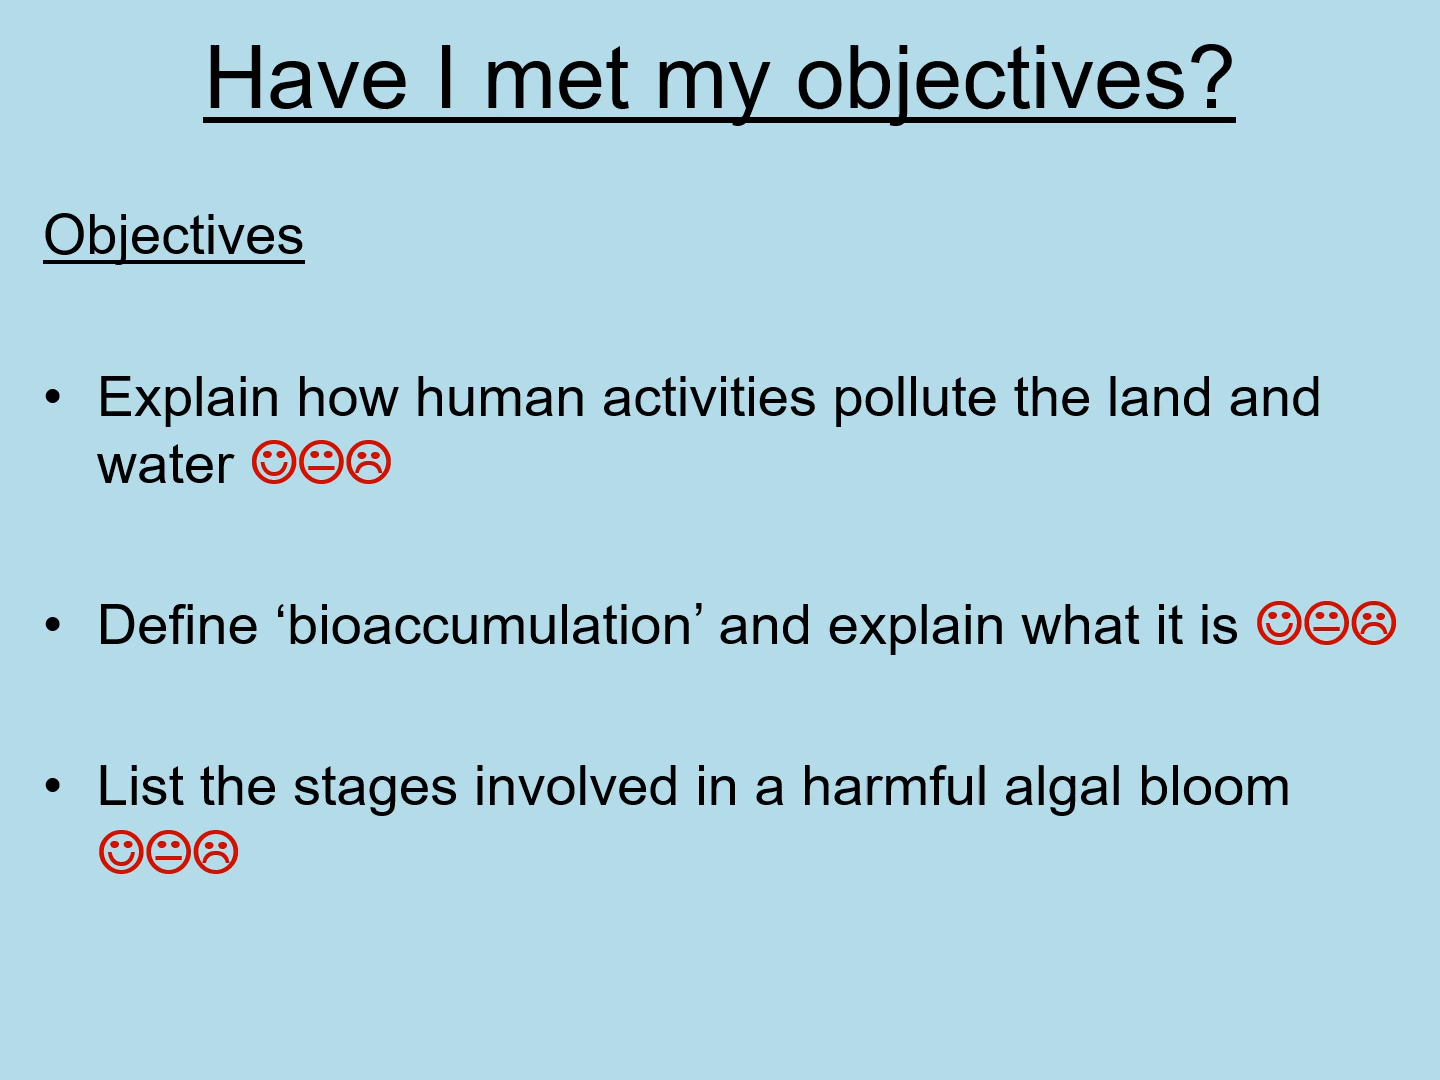 Have I met my objectives?
Objectives
• Explain how human activities pollute the land and
water ☺😐☹
• Define ‘bioaccumulation’ and explain what it is ☺😐☹
• List the stages involved in a harmful algal bloom
☺😐☹